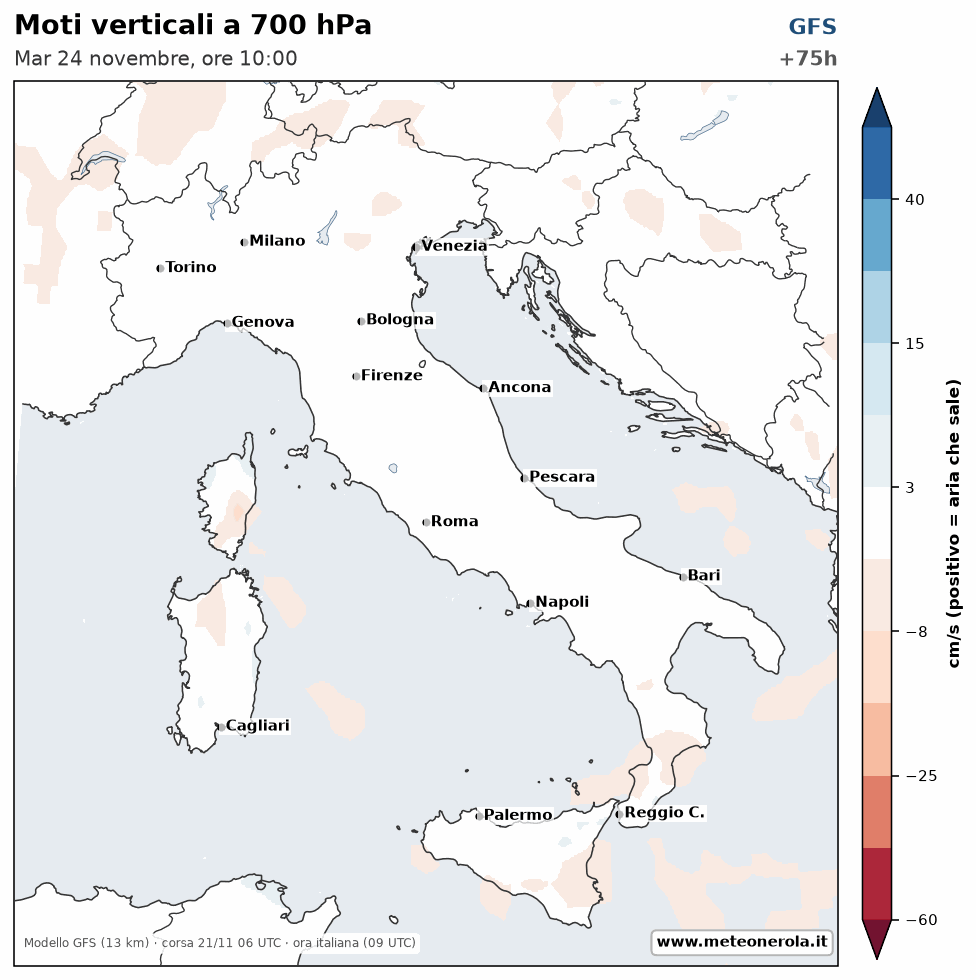 Moti verticali a 700 hPa
GFS
Mar 24 novembre, ore 10:00
+75h
Milano
Venezia
Torino
Genova
Bologna
Firenze
Ancona
Pescara
Roma
Bari
Napoli
Cagliari
Palermo
Reggio C.
40
15
3
−8
−25
−60
cm/s (positivo = aria che sale)
Modello GFS (13 km) · corsa 21/11 06 UTC · ora italiana (09 UTC)
www.meteonerola.it